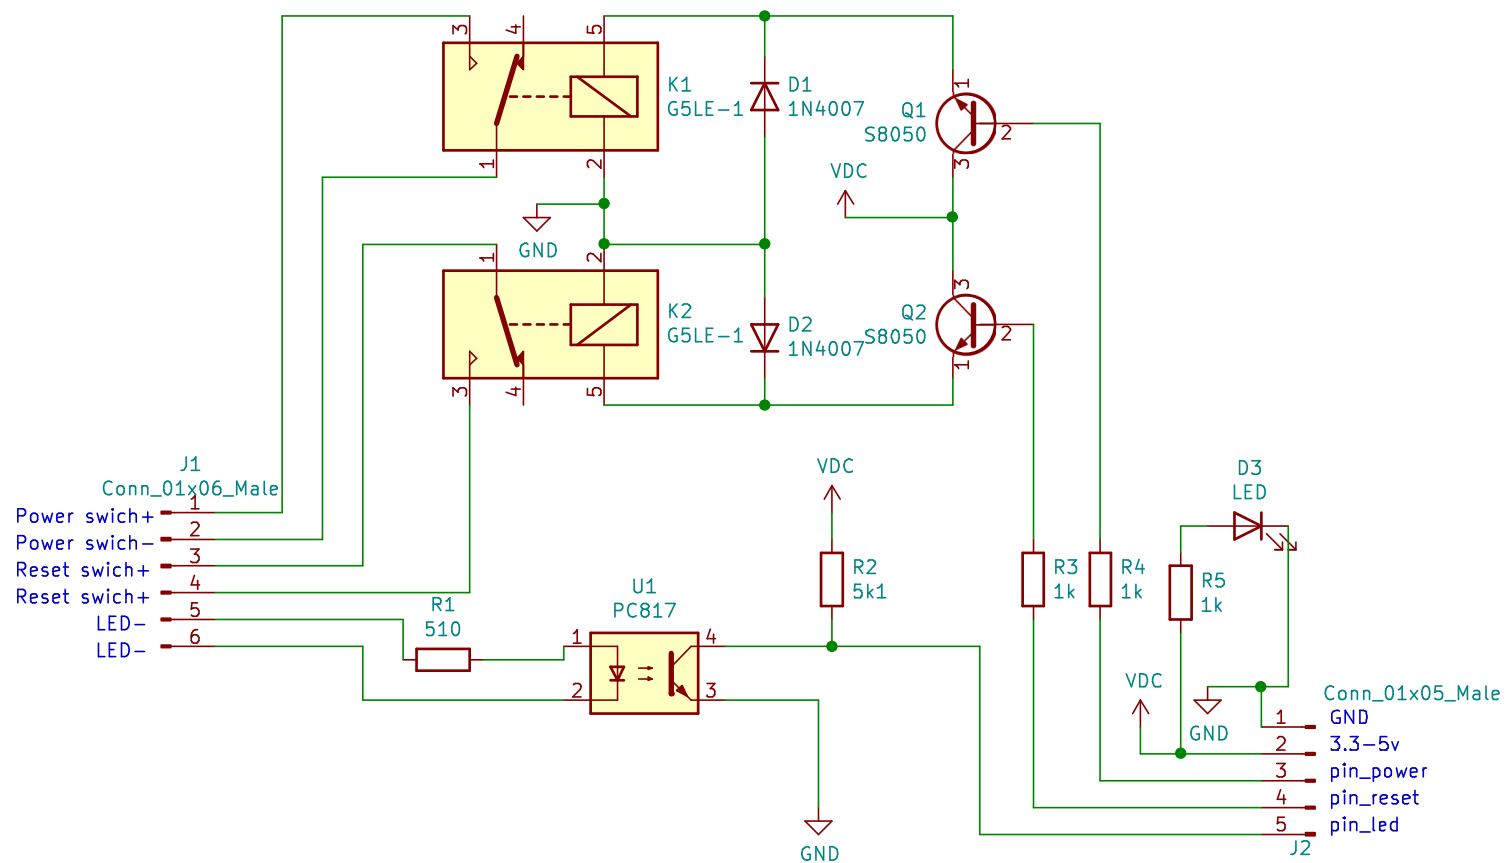 3
4
5
K1
G5LE-1
1
2
D1
1N4007
1
Q1
S8050
2
3
VDC
GND
1
2
K2
G5LE-1
3
4
5
D2
1N4007
3
Q2
S8050
2
1
J1
Conn_01x06_Male
Power swich+
1
Power swich-
2
Reset swich+
3
Reset swich+
4
LED-
5
LED-
6
R1
510
U1
PC817
1
2
4
3
VDC
R2
5k1
GND
R3
1k
R4
1k
D3
LED
R5
1k
VDC
GND
Conn_01x05_Male
1
GND
2
3.3-5v
3
pin_power
4
pin_reset
5
pin_led
J2